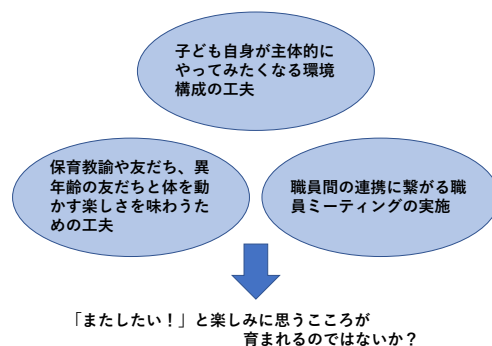 子ども自身が主体的に
やってみたくなる環境
構成の工夫
保育教諭や友だち、異
年齢の友だちと体を動
かす楽しさを味わうた
めの工夫
職員間の連携に繋がる職
員ミーティングの実施
「またしたい！」と楽しみに思うこころが
育まれるのではないか？